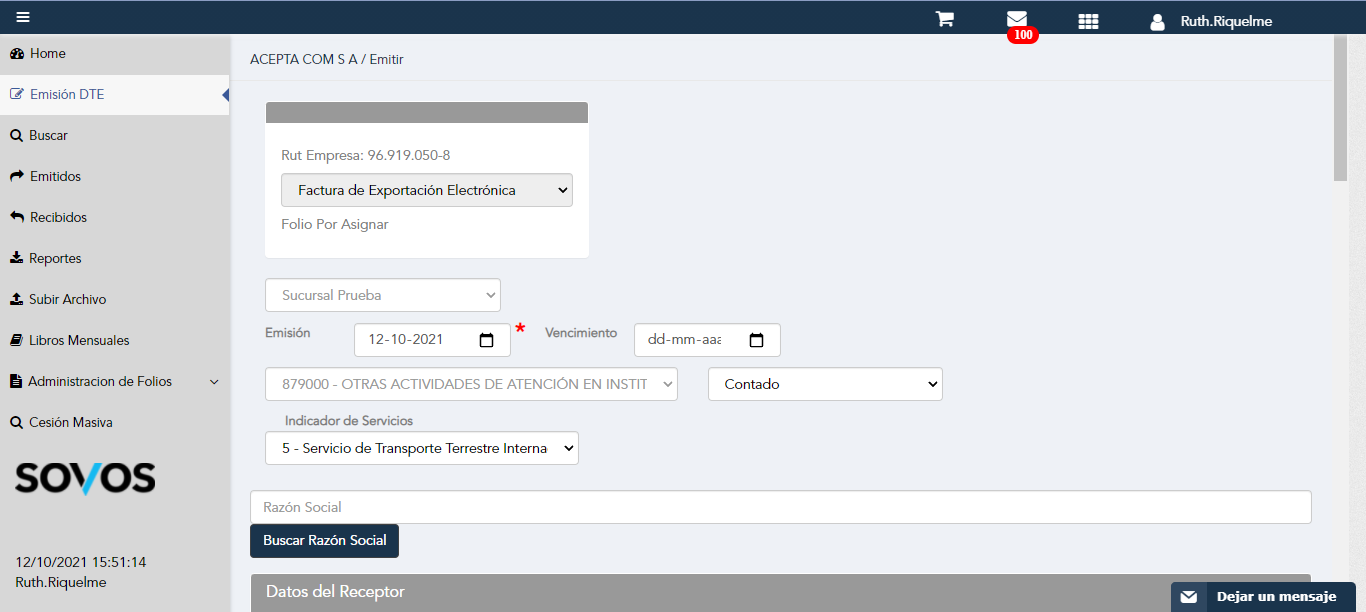 100
Ruth.Riquelme
Home
Emisión DTE
Buscar
Emitidos
Recibidos
Reportes
Subir Archivo
Libros Mensuales
Administracion de Folios
Cesión Masiva
SOVOS
12/10/2021 15:51:14
Ruth.Riquelme
ACEPTA COM S A / Emitir
Rut Empresa: 96.919.050-8
Factura de Exportación Electrónica
Folio Por Asignar
Sucursal Prueba
Emisión 12-10-2021 * Vencimiento dd-mm-aaa
879000 - OTRAS ACTIVIDADES DE ATENCIÓN EN INSTIT Contado
Indicador de Servicios
5 - Servicio de Transporte Terrestre Interna
Razón Social
Buscar Razón Social
Datos del Receptor
Dejar un mensaje